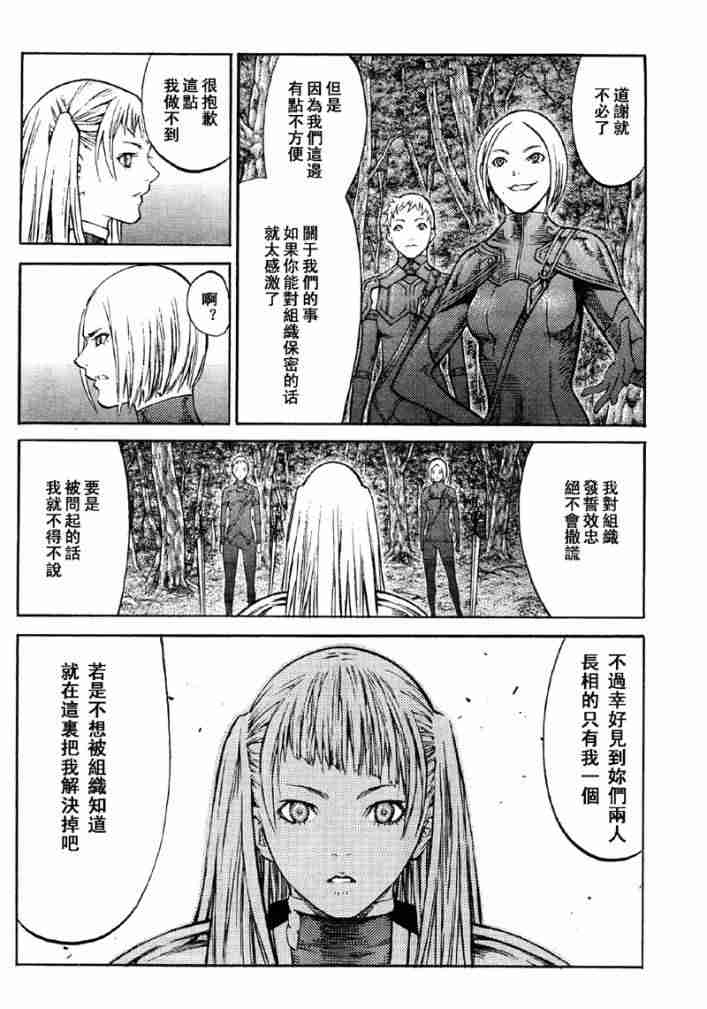 道謝就
不必了
但是
因為我們這邊
有點不方便
關于我們的事
如果你能對組織保密的话
就太感激了
很抱歉
這點
我做不到
啊？
我對組織
發誓效忠
絕不會撒謊
要是
被問起的話
我就不得不說
不過幸好見到妳們兩人
長相的只有我一個
若是不想被組織知道
就在這裏把我解決掉吧